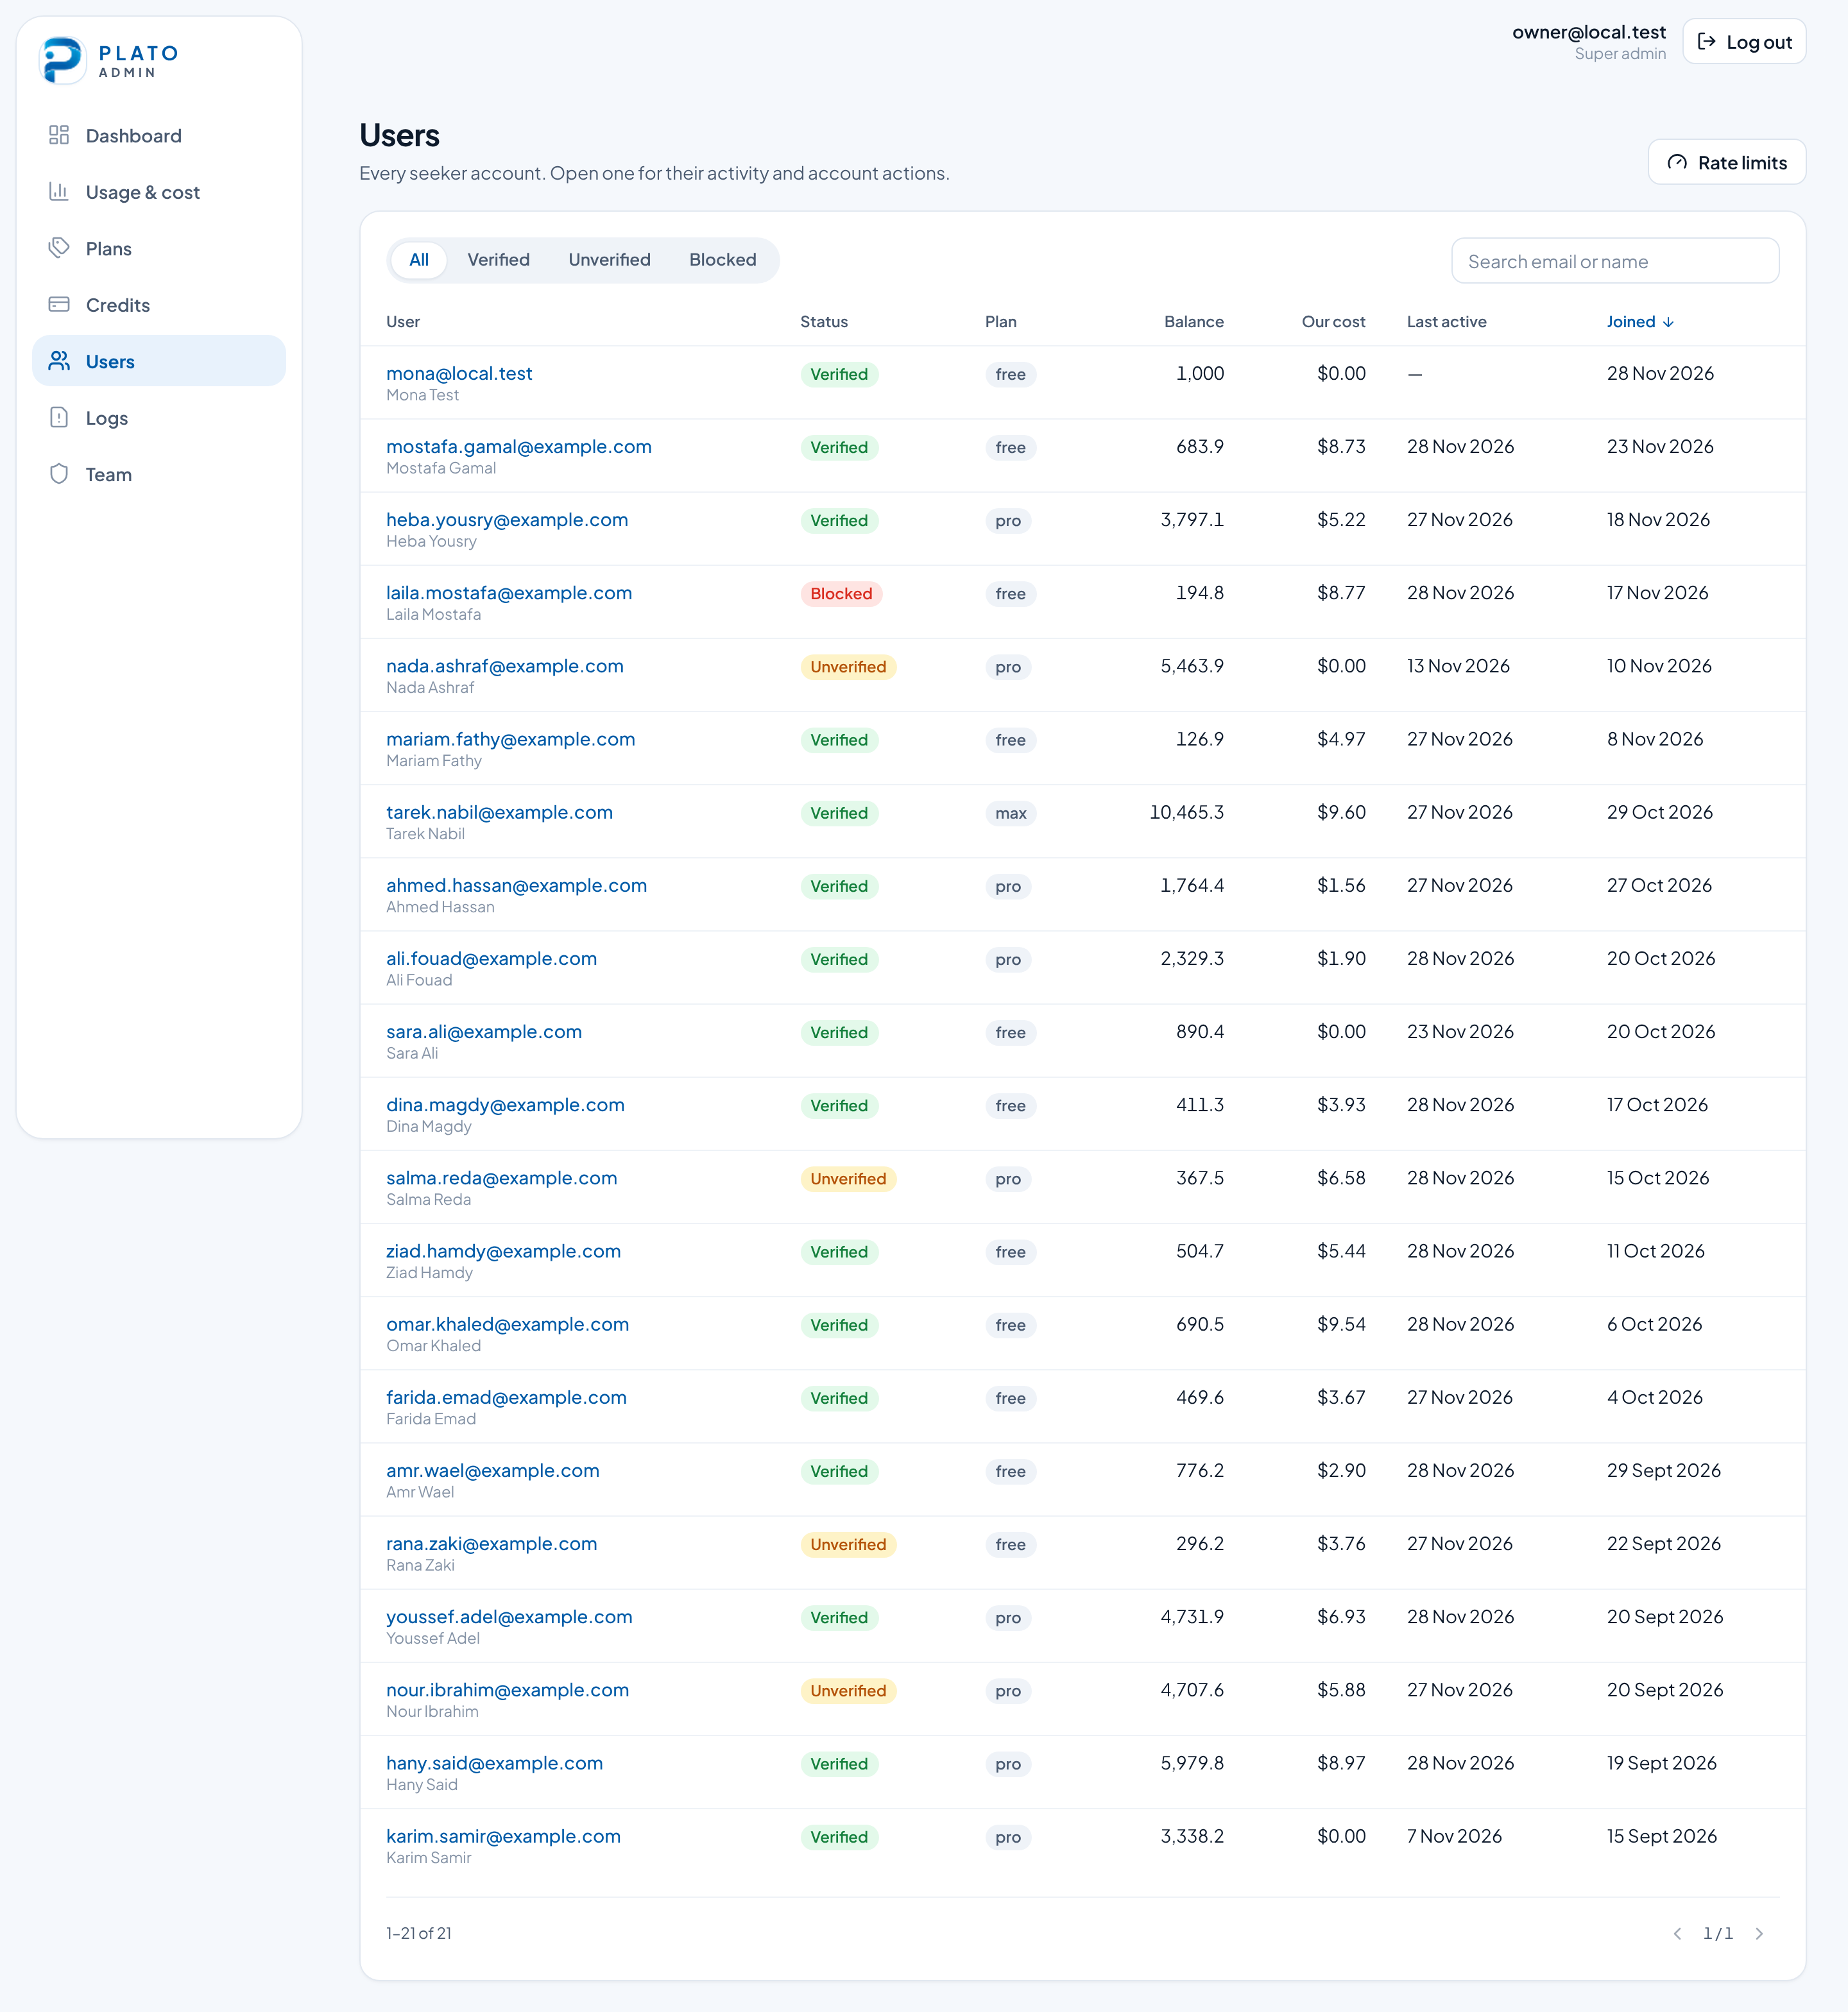 PLATO
ADMIN
Dashboard
Usage & cost
Plans
Credits
Users
Logs
Team
owner@local.test
Super admin
Log out
Users
Every seeker account. Open one for their activity and account actions.
Rate limits
All Verified Unverified Blocked
Search email or name
User Status Plan Balance Our cost Last active Joined ↓
mona@local.test Verified free 1,000 $0.00 — 28 Nov 2026
Mona Test
mostafa.gamal@example.com Verified free 683.9 $8.73 28 Nov 2026 23 Nov 2026
Mostafa Gamal
heba.yousry@example.com Verified pro 3,797.1 $5.22 27 Nov 2026 18 Nov 2026
Heba Yousry
laila.mostafa@example.com Blocked free 194.8 $8.77 28 Nov 2026 17 Nov 2026
Laila Mostafa
nada.ashraf@example.com Unverified pro 5,463.9 $0.00 13 Nov 2026 10 Nov 2026
Nada Ashraf
mariam.fathy@example.com Verified free 126.9 $4.97 27 Nov 2026 8 Nov 2026
Mariam Fathy
tarek.nabil@example.com Verified max 10,465.3 $9.60 27 Nov 2026 29 Oct 2026
Tarek Nabil
ahmed.hassan@example.com Verified pro 1,764.4 $1.56 27 Nov 2026 27 Oct 2026
Ahmed Hassan
ali.fouad@example.com Verified pro 2,329.3 $1.90 28 Nov 2026 20 Oct 2026
Ali Fouad
sara.ali@example.com Verified free 890.4 $0.00 23 Nov 2026 20 Oct 2026
Sara Ali
dina.magdy@example.com Verified free 411.3 $3.93 28 Nov 2026 17 Oct 2026
Dina Magdy
salma.reda@example.com Unverified pro 367.5 $6.58 28 Nov 2026 15 Oct 2026
Salma Reda
ziad.hamdy@example.com Verified free 504.7 $5.44 28 Nov 2026 11 Oct 2026
Ziad Hamdy
omar.khaled@example.com Verified free 690.5 $9.54 28 Nov 2026 6 Oct 2026
Omar Khaled
farida.emad@example.com Verified free 469.6 $3.67 27 Nov 2026 4 Oct 2026
Farida Emad
amr.wael@example.com Verified free 776.2 $2.90 28 Nov 2026 29 Sept 2026
Amr Wael
rana.zaki@example.com Unverified free 296.2 $3.76 27 Nov 2026 22 Sept 2026
Rana Zaki
youssef.adel@example.com Verified pro 4,731.9 $6.93 28 Nov 2026 20 Sept 2026
Youssef Adel
nour.ibrahim@example.com Unverified pro 4,707.6 $5.88 27 Nov 2026 20 Sept 2026
Nour Ibrahim
hany.said@example.com Verified pro 5,979.8 $8.97 28 Nov 2026 19 Sept 2026
Hany Said
karim.samir@example.com Verified pro 3,338.2 $0.00 7 Nov 2026 15 Sept 2026
Karim Samir
1–21 of 21
1 / 1